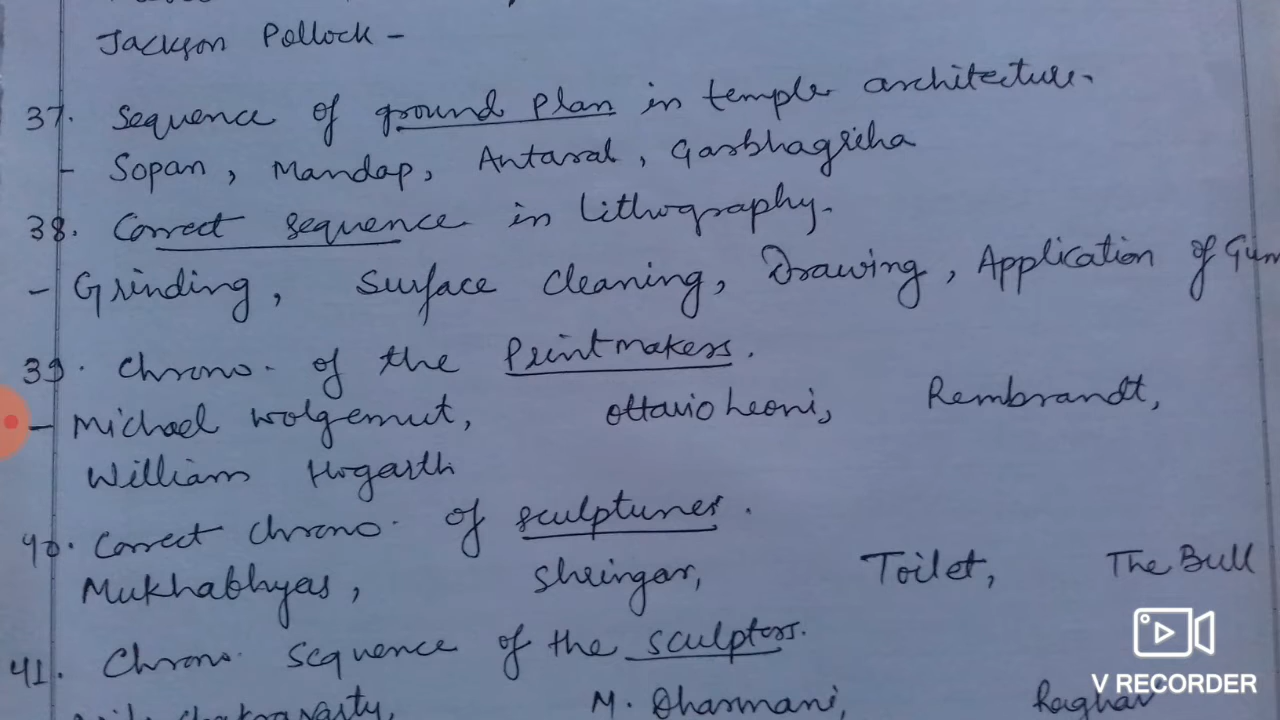 Jackson Pollock -
37. Sequence of ground plan in temple architecture.
- Sopan, Mandap, Antaral, Garbhagriha
38. Correct sequence in Lithography.
- Grinding, Surface cleaning, Drawing, Application of Gum
39. Chrono. of the Printmakers.
- Michael Wolgemut, Ottavio Leoni, Rembrandt,
William Hogarth
40. Correct Chrono. of sculptures.
Mukhabhyas, Shringar, Toilet, The Bull
41. Chrono. Sequence of the sculptors.
M. Dharmani, Raghav
V RECORDER